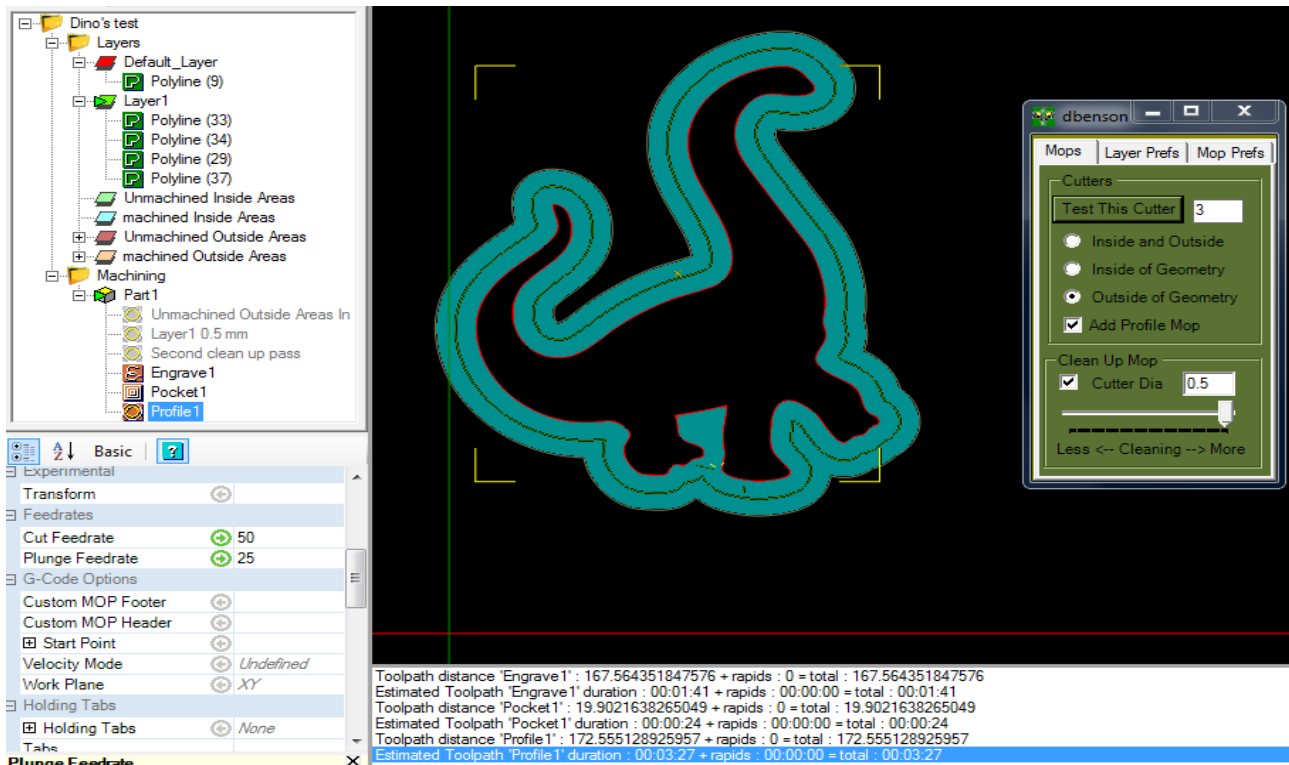 Dino's test
Layers
Default_Layer
Polyline (9)
Layer1
Polyline (33)
Polyline (34)
Polyline (29)
Polyline (37)
Unmachined Inside Areas
machined Inside Areas
Unmachined Outside Areas
machined Outside Areas
Machining
Part1
Unmachined Outside Areas In
Layer1 0.5 mm
Second clean up pass
Engrave1
Pocket1
Profile1
Basic
Experimental
Transform
Feedrates
Cut Feedrate 50
Plunge Feedrate 25
G-Code Options
Custom MOP Footer
Custom MOP Header
Start Point
Velocity Mode Undefined
Work Plane XY
Holding Tabs
Holding Tabs None
Tabs
Plunge Feedrate
dbenson
Mops Layer Prefs Mop Prefs
Cutters
Test This Cutter 3
Inside and Outside
Inside of Geometry
Outside of Geometry
Add Profile Mop
Clean Up Mop
Cutter Dia 0.5
Less <-- Cleaning --> More
Toolpath distance 'Engrave1' : 167.564351847576 + rapids : 0 = total : 167.564351847576
Estimated Toolpath 'Engrave1' duration : 00:01:41 + rapids : 00:00:00 = total : 00:01:41
Toolpath distance 'Pocket1' : 19.9021638265049 + rapids : 0 = total : 19.9021638265049
Estimated Toolpath 'Pocket1' duration : 00:00:24 + rapids : 00:00:00 = total : 00:00:24
Toolpath distance 'Profile1' : 172.555128925957 + rapids : 0 = total : 172.555128925957
Estimated Toolpath 'Profile1' duration : 00:03:27 + rapids : 00:00:00 = total : 00:03:27